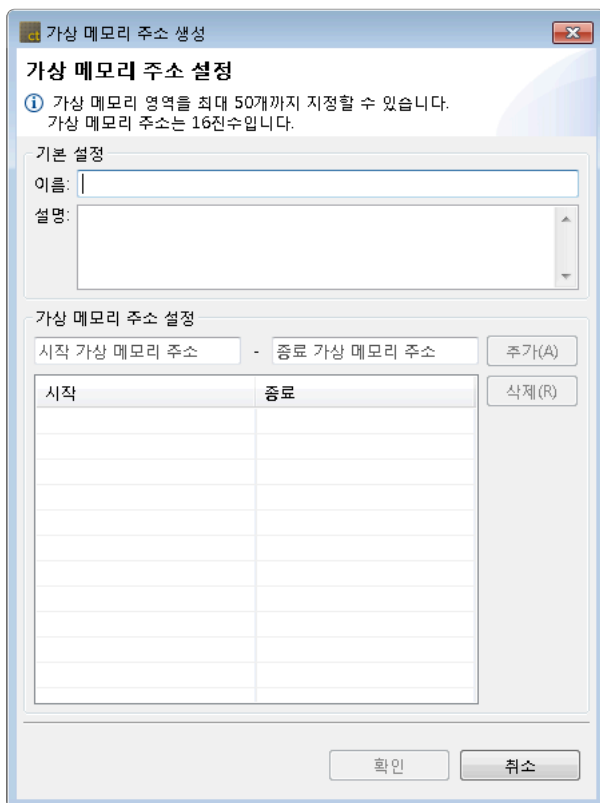 ct 가상 메모리 주소 생성
가상 메모리 주소 설정
가상 메모리 영역을 최대 50개까지 지정할 수 있습니다.
가상 메모리 주소는 16진수입니다.
기본 설정
이름:
설명:
가상 메모리 주소 설정
시작 가상 메모리 주소 - 종료 가상 메모리 주소 추가(A)
시작 종료 삭제(R)
확인 취소